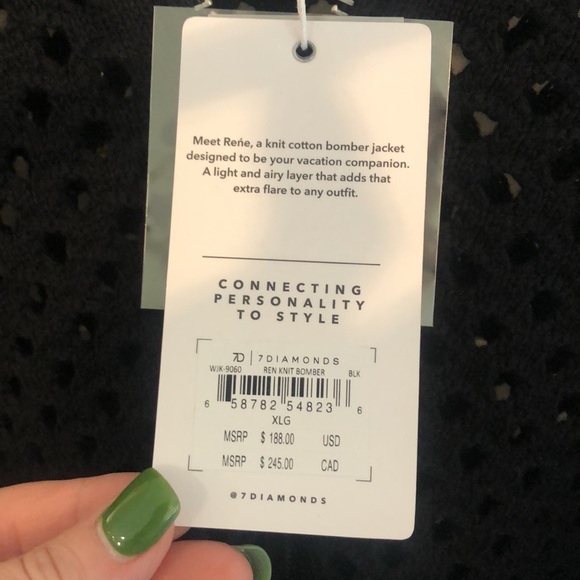 Meet Reńe, a knit cotton bomber jacket
designed to be your vacation companion.
A light and airy layer that adds that
extra flare to any outfit.
CONNECTING
PERSONALITY
TO STYLE
7D | 7DIAMONDS
WJK-9060 REN KNIT BOMBER BLK
6 58782 54823 6
XLG
MSRP $ 188.00 USD
MSRP $ 245.00 CAD
@7DIAMONDS